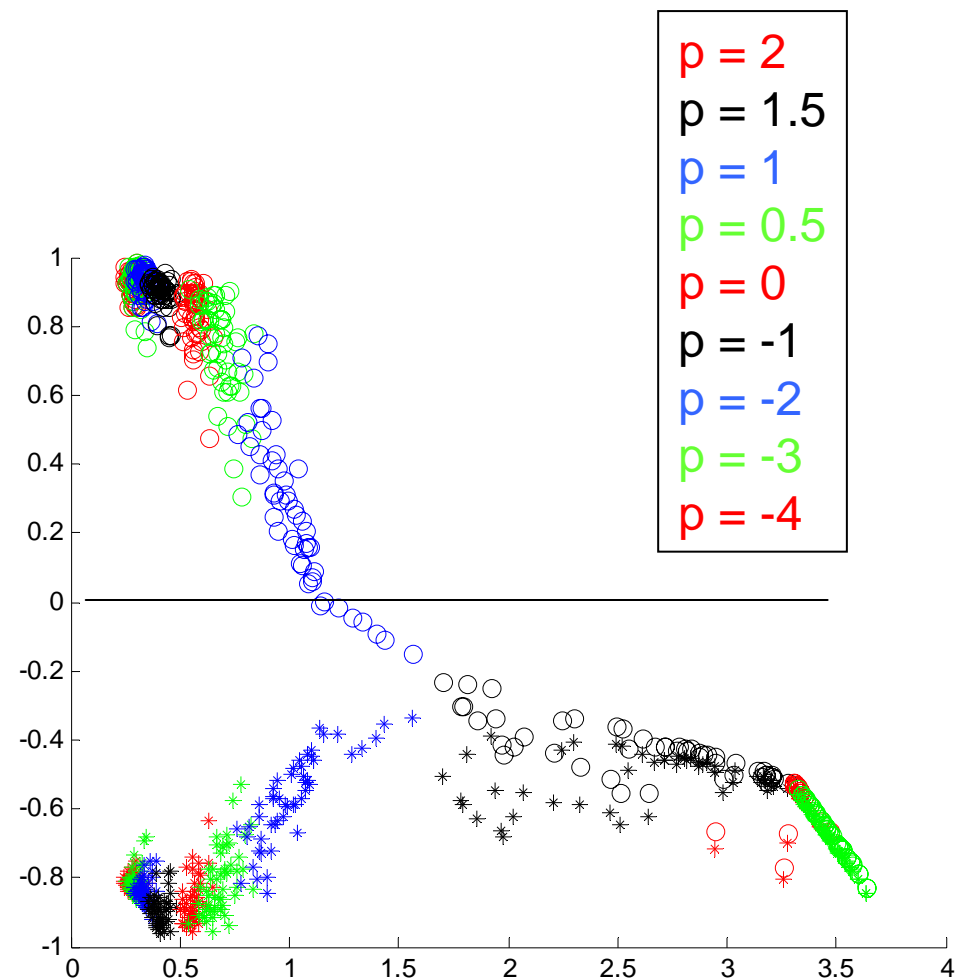 p = 2
p = 1.5
p = 1
p = 0.5
p = 0
p = -1
p = -2
p = -3
p = -4
1
0.8
0.6
0.4
0.2
0
-0.2
-0.4
-0.6
-0.8
-1
0 0.5 1 1.5 2 2.5 3 3.5 4